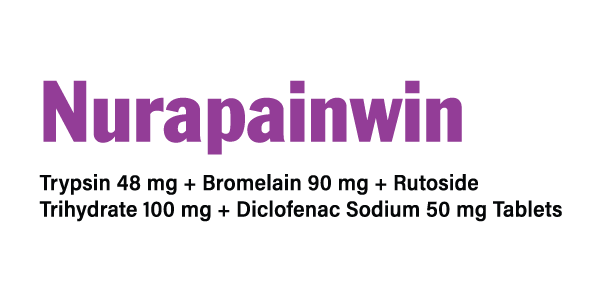 Nurapainwin
Trypsin 48 mg + Bromelain 90 mg + Rutoside
Trihydrate 100 mg + Diclofenac Sodium 50 mg Tablets